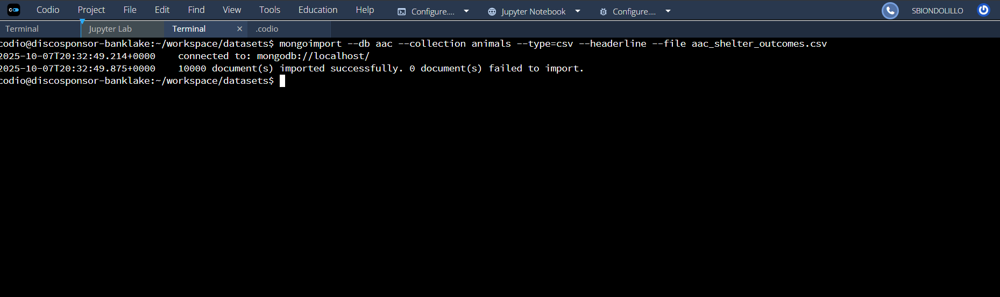 Codio Project File Edit Find View Tools Education Help Configure.... Jupyter Notebook Configure.... SBIONDOLILLO
Terminal Jupyter Lab Terminal × .codio
codio@discosponsor-banklake:~/workspace/datasets$ mongoimport --db aac --collection animals --type=csv --headerline --file aac_shelter_outcomes.csv
2025-10-07T20:32:49.214+0000    connected to: mongodb://localhost/
2025-10-07T20:32:49.875+0000    10000 document(s) imported successfully. 0 document(s) failed to import.
codio@discosponsor-banklake:~/workspace/datasets$